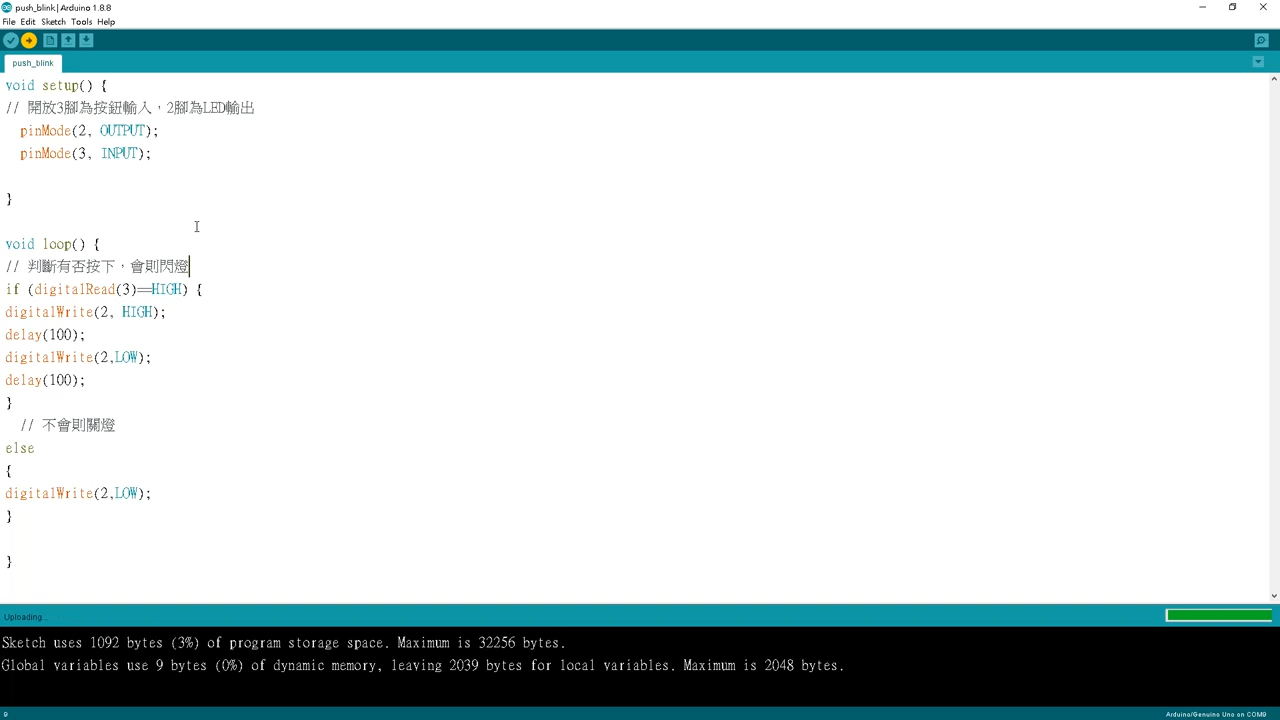 push_blink | Arduino 1.8.8
File Edit Sketch Tools Help
push_blink
void setup() {
// 開放3腳為按鈕輸入，2腳為LED輸出
pinMode(2, OUTPUT);
pinMode(3, INPUT);
}
void loop() {
// 判斷有否按下，會則閃燈
if (digitalRead(3)==HIGH) {
digitalWrite(2, HIGH);
delay(100);
digitalWrite(2,LOW);
delay(100);
}
// 不會則關燈
else
{
digitalWrite(2,LOW);
}
}
Uploading...
Sketch uses 1092 bytes (3%) of program storage space. Maximum is 32256 bytes.
Global variables use 9 bytes (0%) of dynamic memory, leaving 2039 bytes for local variables. Maximum is 2048 bytes.
9 Arduino/Genuino Uno on COM9